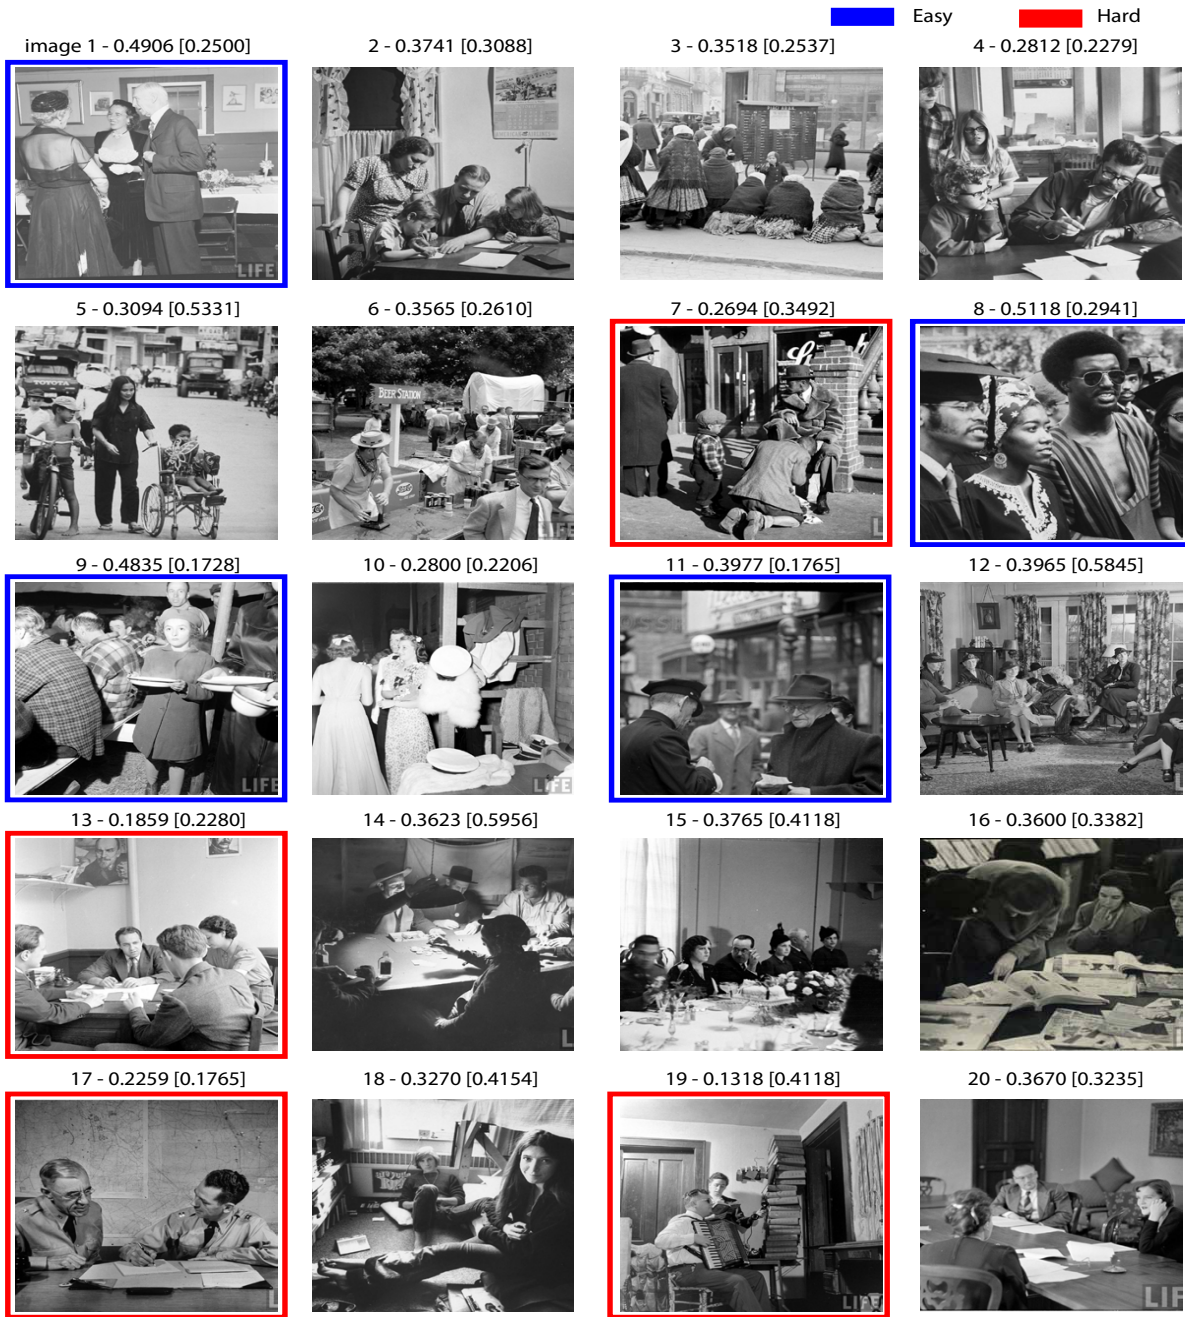 Easy Hard
image 1 - 0.4906 [0.2500] 2 - 0.3741 [0.3088] 3 - 0.3518 [0.2537] 4 - 0.2812 [0.2279]
LIFE
5 - 0.3094 [0.5331] 6 - 0.3565 [0.2610] 7 - 0.2694 [0.3492] 8 - 0.5118 [0.2941]
TOYOTA
BEER STATION
LIFE
9 - 0.4835 [0.1728] 10 - 0.2800 [0.2206] 11 - 0.3977 [0.1765] 12 - 0.3965 [0.5845]
LIFE LIFE
13 - 0.1859 [0.2280] 14 - 0.3623 [0.5956] 15 - 0.3765 [0.4118] 16 - 0.3600 [0.3382]
17 - 0.2259 [0.1765] 18 - 0.3270 [0.4154] 19 - 0.1318 [0.4118] 20 - 0.3670 [0.3235]
LIFE